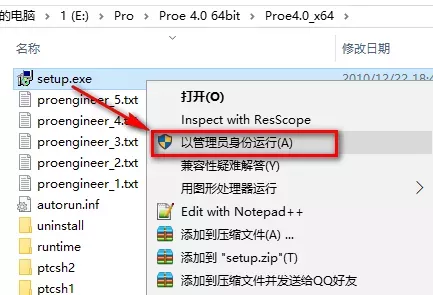 的电脑 > 1 (E:) > Pro > Proe 4.0 64bit > Proe4.0_x64 >
名称 修改日期
setup.exe 2010/12/22 18:4
proengineer_5.txt
proengineer_4.txt
proengineer_3.txt
proengineer_2.txt
proengineer_1.txt
autorun.inf
uninstall
runtime
ptcsh2
ptcsh1
打开(O)
Inspect with ResScope
以管理员身份运行(A)
兼容性疑难解答(Y)
用图形处理器运行
Edit with Notepad++
添加到压缩文件(A) ...
添加到 "setup.zip"(T)
添加到压缩文件并发送给QQ好友